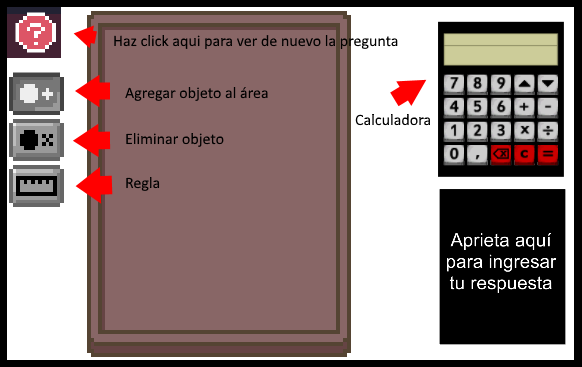 ?
Haz click aqui para ver de nuevo la pregunta
Agregar objeto al área
Eliminar objeto
Regla
Calculadora
7 8 9 ▲ ▼
4 5 6 + -
1 2 3 × ÷
0 , ⌫ c =
Aprieta aquí
para ingresar
tu respuesta